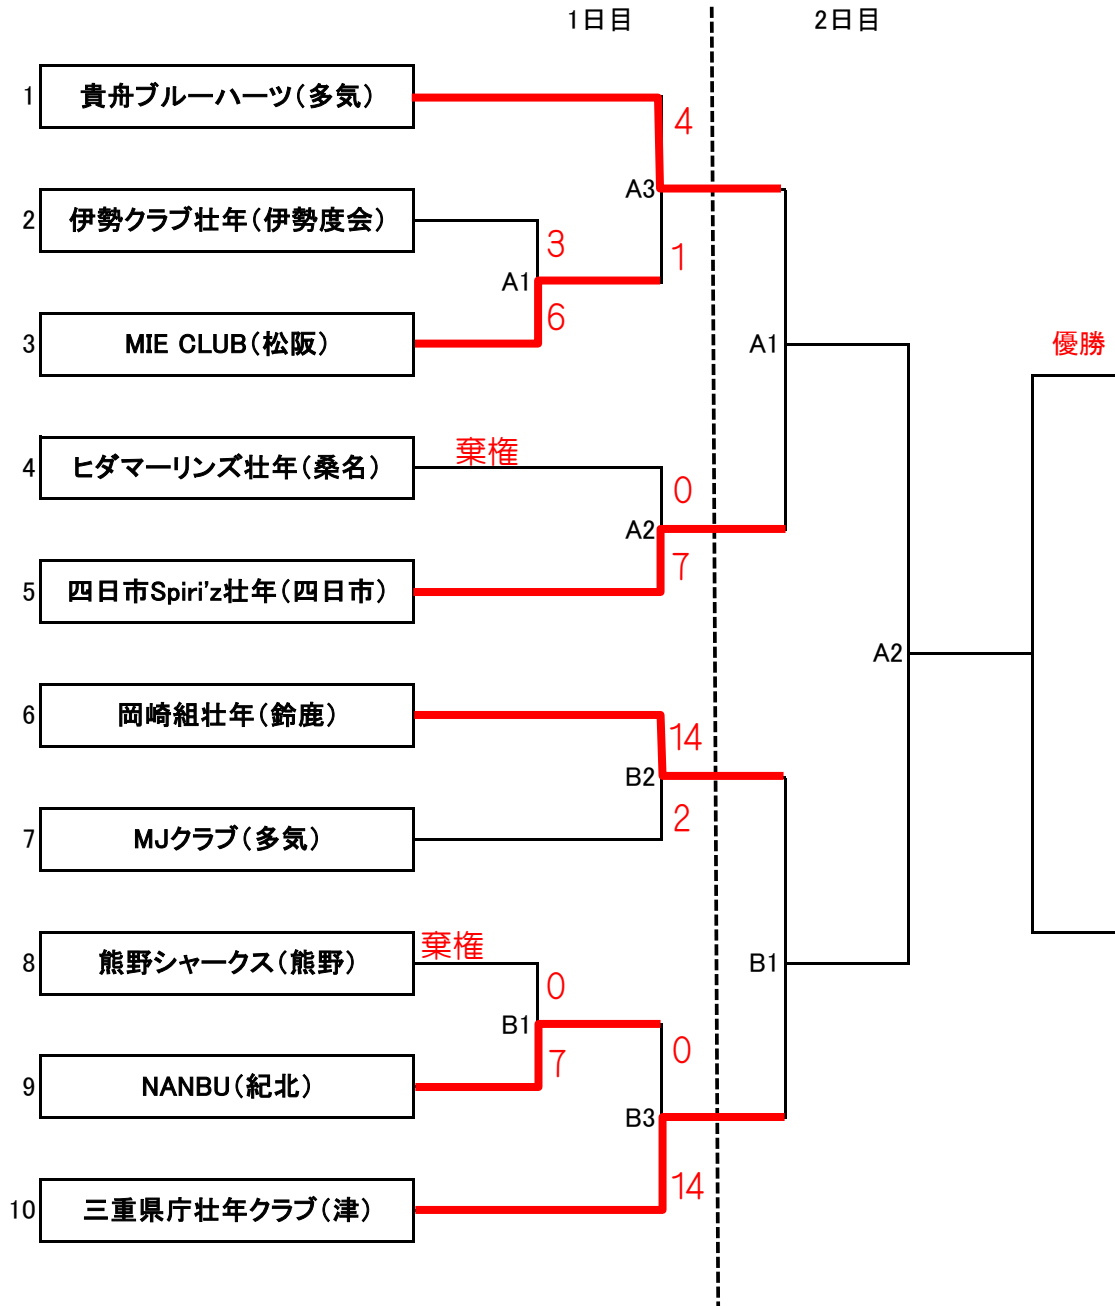 1日目
2日目
1 貴舟ブルーハーツ（多気）
4
A3
2 伊勢クラブ壮年（伊勢度会）
3
1
A1
6
3 MIE CLUB（松阪）
A1
優勝
4 ヒダマーリンズ壮年（桑名）
棄権
0
A2
7
5 四日市Spiri'z壮年（四日市）
A2
6 岡崎組壮年（鈴鹿）
14
B2
2
7 MJクラブ（多気）
8 熊野シャークス（熊野）
棄権
B1
0
B1
7
0
9 NANBU（紀北）
B3
14
10 三重県庁壮年クラブ（津）